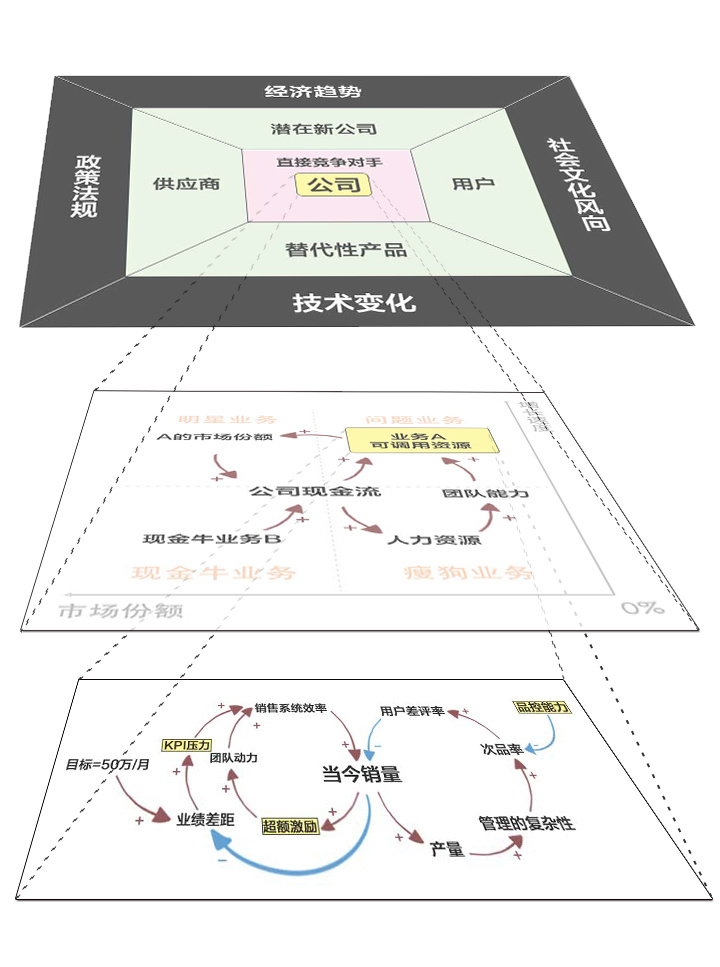 经济趋势
潜在新公司
政策法规
供应商
直接竞争对手
公司
用户
社会文化风向
替代性产品
技术变化
明星业务
问题业务
增长速度
A的市场份额
+
业务A
可调用资源
+
+
+
公司现金流
团队能力
+
+
+
现金牛业务B
人力资源
现金牛业务
瘦狗业务
市场份额
0%
销售系统效率
用户差评率
+
品控能力
+
+
+
KPI压力
团队动力
−
−
次品率
目标=50万/月
当今销量
+
+
+
+
业绩差距
超额激励
+
+
管理的复杂性
产量
+
−